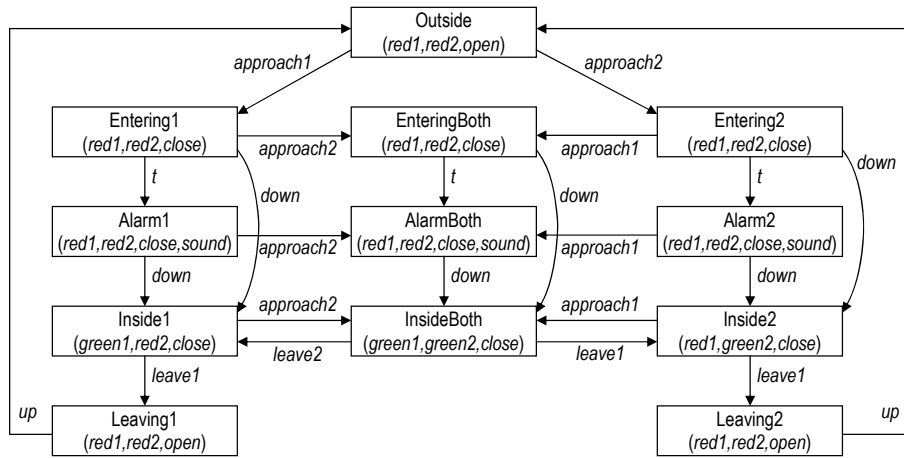 Outside
(red1,red2,open)
approach1
approach2
Entering1
(red1,red2,close)
EnteringBoth
(red1,red2,close)
Entering2
(red1,red2,close)
approach2
approach1
down
t
down
t
down
t
Alarm1
(red1,red2,close,sound)
AlarmBoth
(red1,red2,close,sound)
Alarm2
(red1,red2,close,sound)
approach2
approach1
down
down
down
Inside1
(green1,red2,close)
approach2
InsideBoth
(green1,green2,close)
approach1
Inside2
(red1,green2,close)
leave2
leave1
leave1
leave1
up
Leaving1
(red1,red2,open)
Leaving2
(red1,red2,open)
up